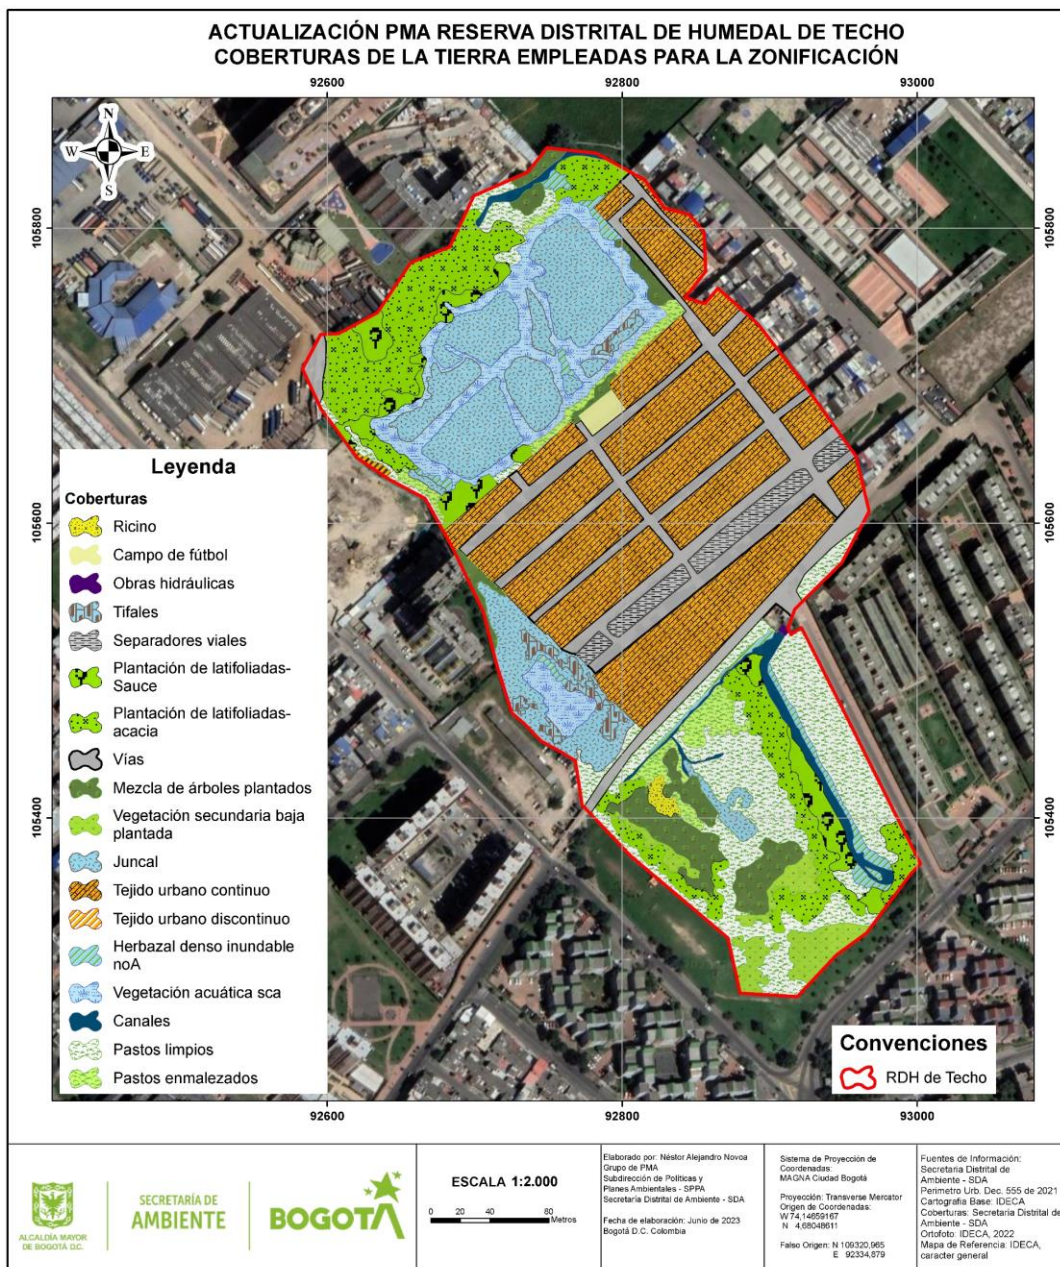 ACTUALIZACIÓN PMA RESERVA DISTRITAL DE HUMEDAL DE TECHO
COBERTURAS DE LA TIERRA EMPLEADAS PARA LA ZONIFICACIÓN
92600
92800
93000
N
W
E
S
105800
105800
105600
105600
105400
105400
Leyenda
Coberturas
Ricino
Campo de fútbol
Obras hidráulicas
Tifales
Separadores viales
Plantación de latifoliadas-
Sauce
Plantación de latifoliadas-
acacia
Vías
Mezcla de árboles plantados
Vegetación secundaria baja
plantada
Juncal
Tejido urbano continuo
Tejido urbano discontinuo
Herbazal denso inundable
noA
Vegetación acuática sca
Canales
Pastos limpios
Pastos enmalezados
Convenciones
RDH de Techo
92600
92800
93000
ALCALDÍA MAYOR
DE BOGOTÁ D.C.
SECRETARÍA DE
AMBIENTE
BOGOTÁ
ESCALA 1:2.000
0 20 40 80
Metros
Elaborado por: Néstor Alejandro Novoa
Grupo de PMA
Subdirección de Políticas y
Planes Ambientales - SPPA
Secretaría Distrital de Ambiente - SDA
Fecha de elaboración: Junio de 2023
Bogotá D.C. Colombia
Sistema de Proyección de
Coordenadas:
MAGNA Ciudad Bogotá
Proyección: Transverse Mercator
Origen de Coordenadas:
W 74,14659167
N 4,68048611
Falso Origen: N 109320,965
E 92334,879
Fuentes de Información:
Secretaria Distrital de
Ambiente - SDA
Perimetro Urb. Dec. 555 de 2021
Cartografia Base: IDECA
Coberturas: Secretaria Distrital de
Ambiente - SDA
Ortofoto: IDECA, 2022
Mapa de Referencia: IDECA,
caracter general